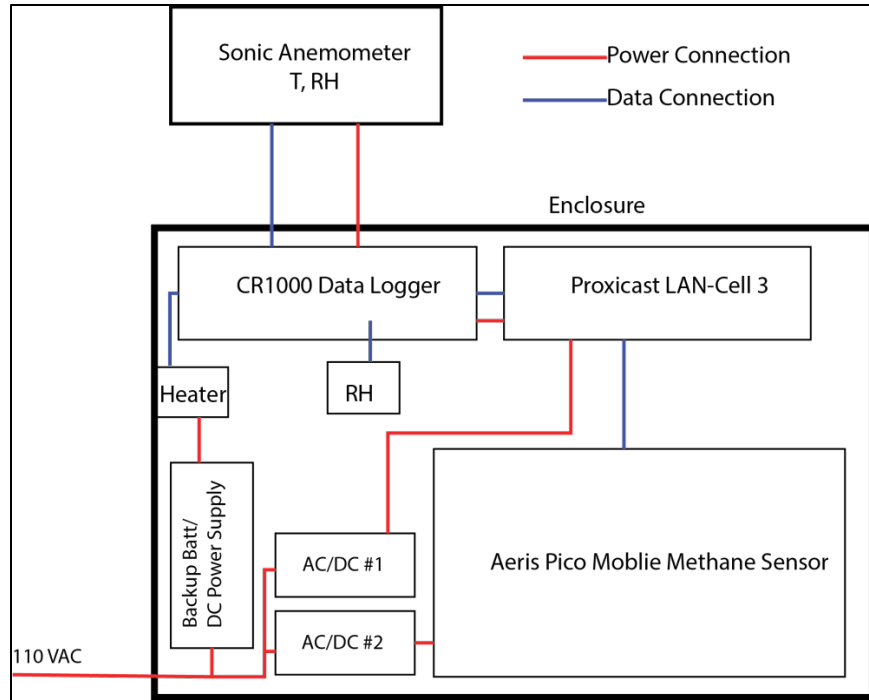 Sonic Anemometer
T, RH
Power Connection
Data Connection
Enclosure
CR1000 Data Logger
Proxicast LAN-Cell 3
Heater
RH
Backup Batt/
DC Power Supply
AC/DC #1
AC/DC #2
Aeris Pico Moblie Methane Sensor
110 VAC